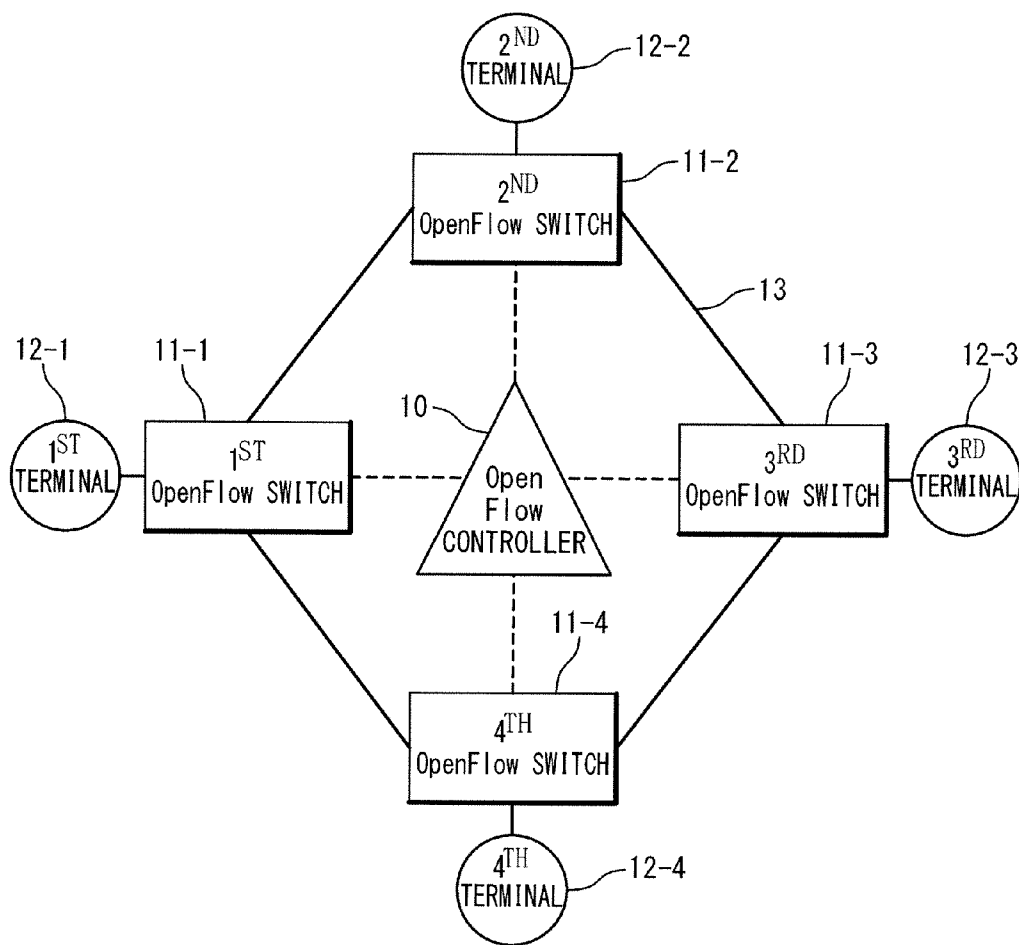 2ND
TERMINAL
12-2
2ND
OpenFlow SWITCH
11-2
13
12-1
11-1
11-3
12-3
10
1ST
TERMINAL
1ST
OpenFlow SWITCH
Open
Flow
CONTROLLER
3RD
OpenFlow SWITCH
3RD
TERMINAL
11-4
4TH
OpenFlow SWITCH
4TH
TERMINAL
12-4